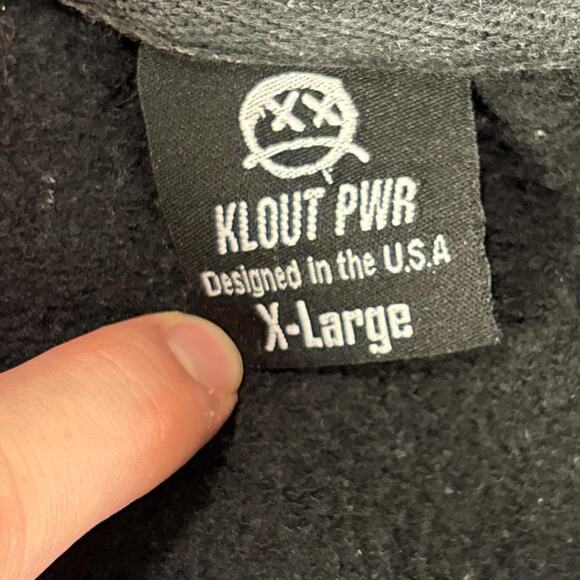 KLOUT PWR
Designed in the U.S.A
X-Large